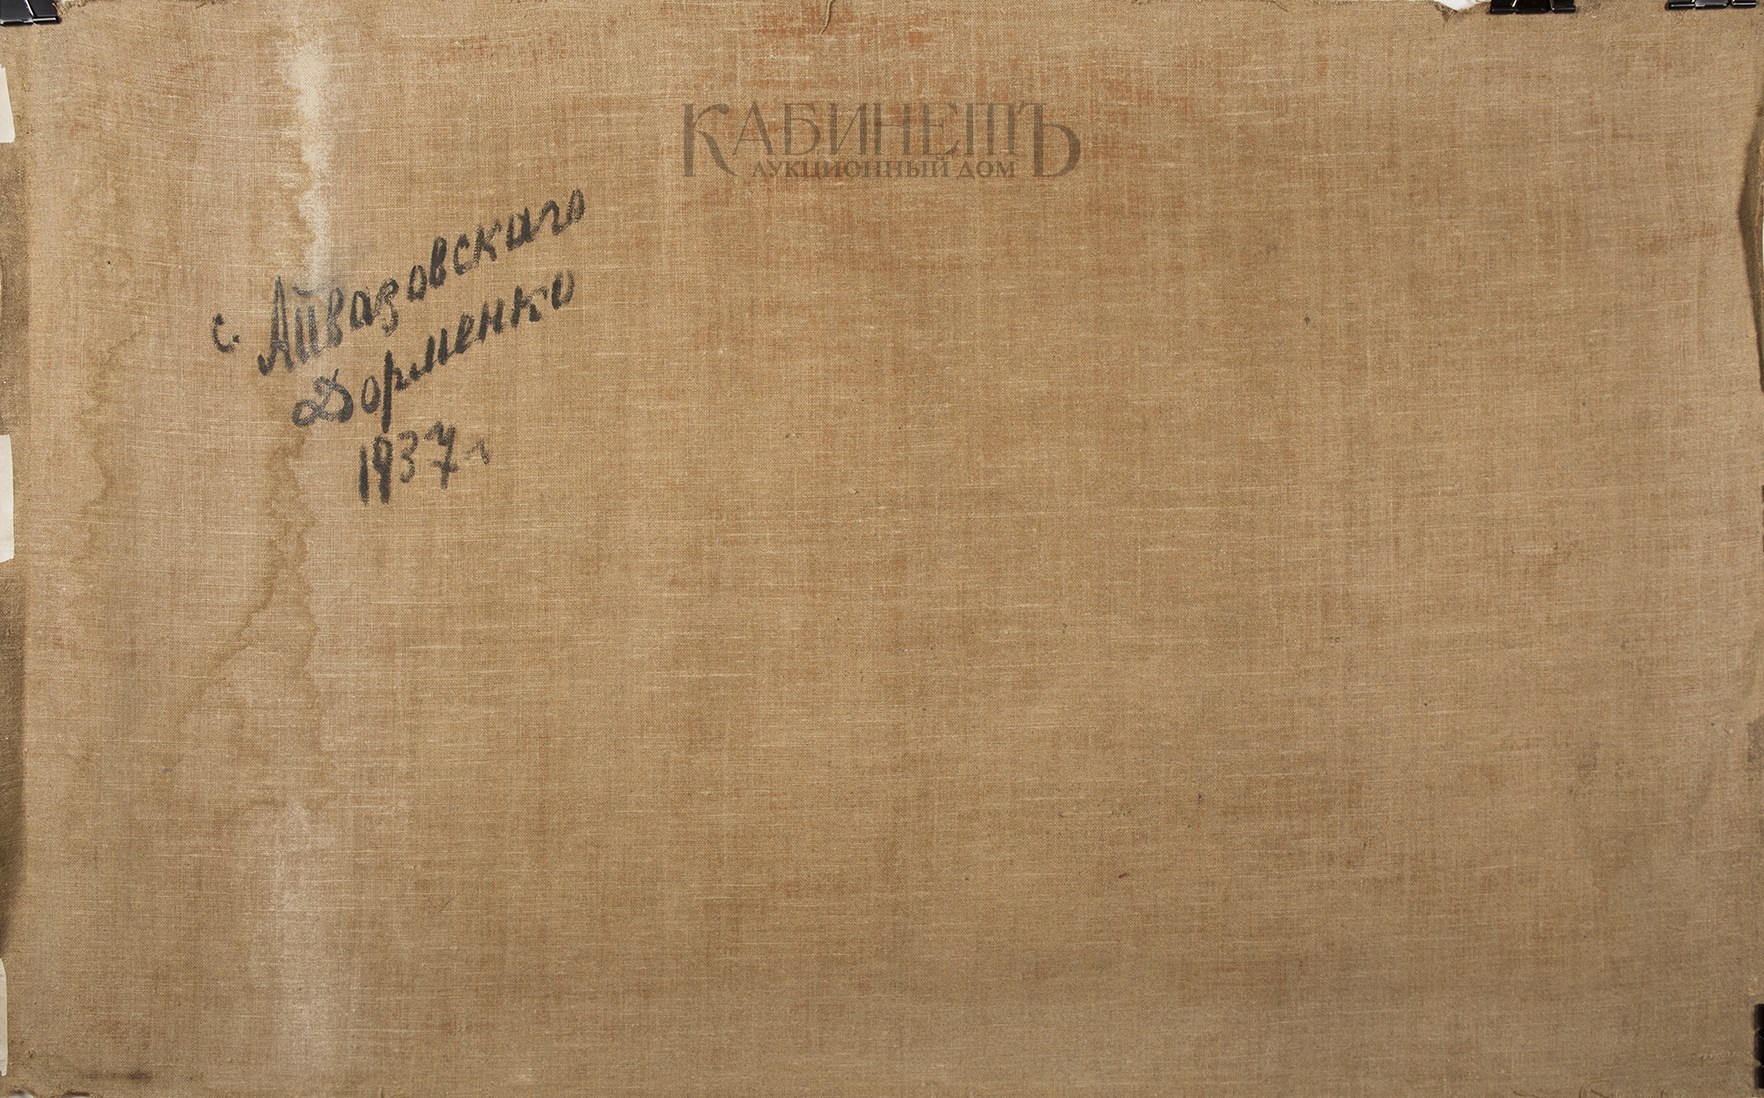 КАБИНЕТЪ
АУКЦИОННЫЙ ДОМ
с. Айвазовскаго
Дорменко
1937 г